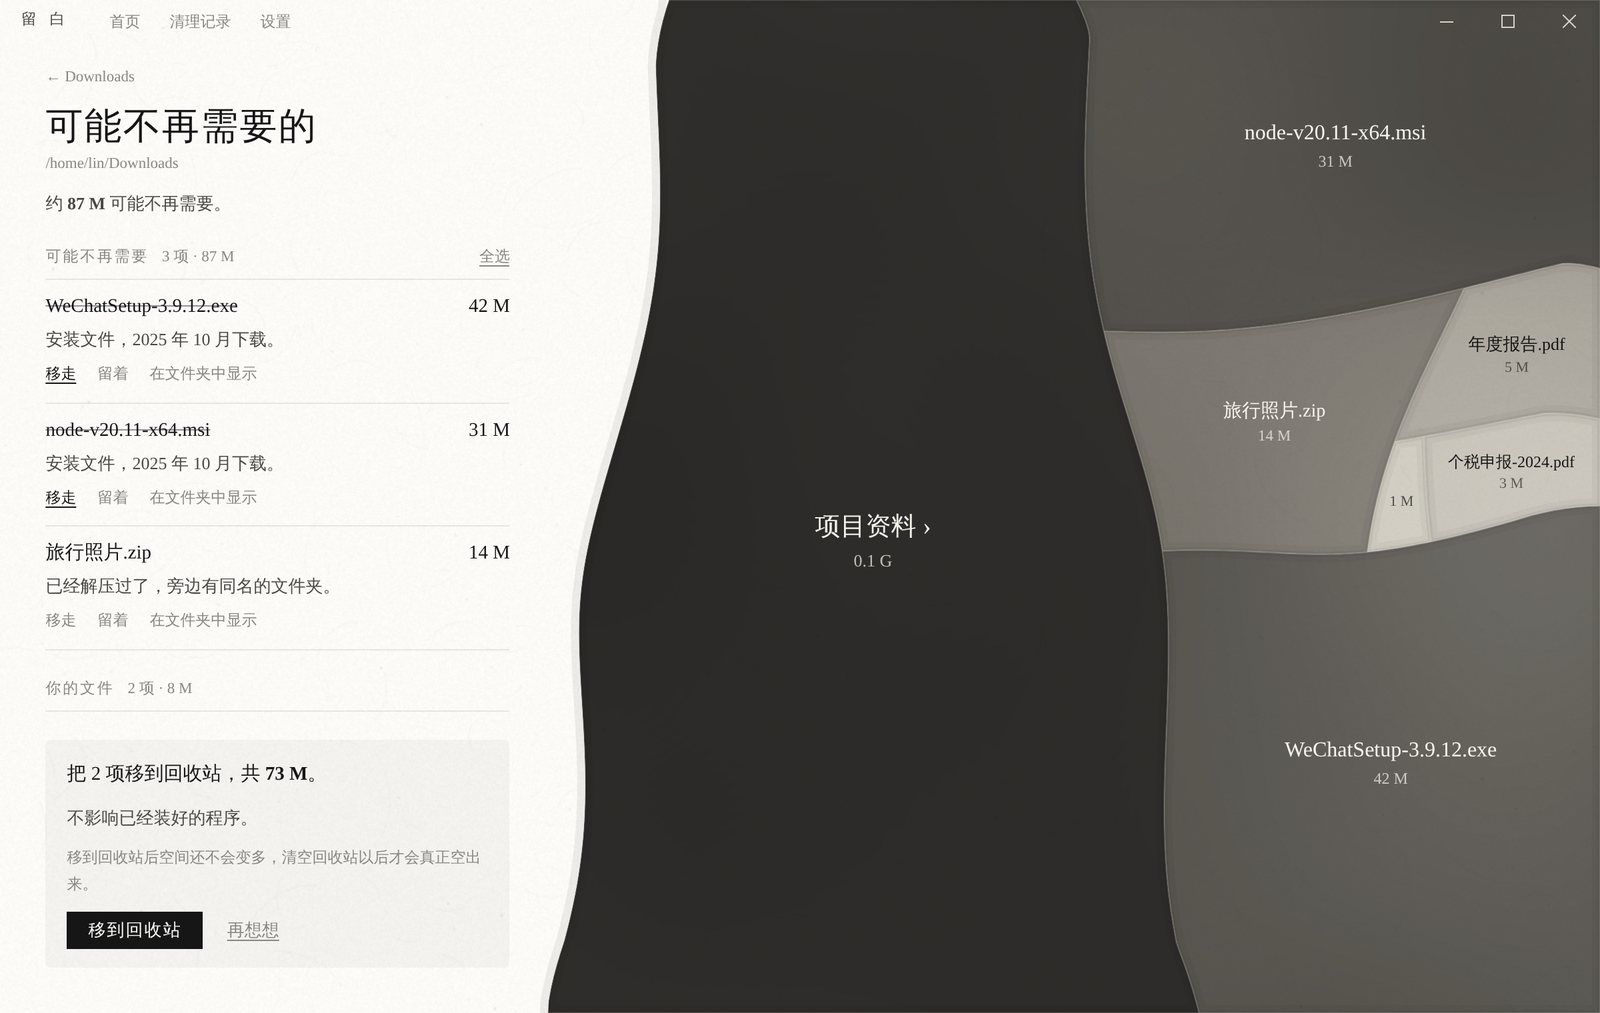 留 白
首页 清理记录 设置
← Downloads
可能不再需要的
/home/lin/Downloads
约 87 M 可能不再需要。
可能不再需要 3 项 · 87 M 全选
WeChatSetup-3.9.12.exe 42 M
安装文件，2025 年 10 月下载。
移走 留着 在文件夹中显示
node-v20.11-x64.msi 31 M
安装文件，2025 年 10 月下载。
移走 留着 在文件夹中显示
旅行照片.zip 14 M
已经解压过了，旁边有同名的文件夹。
移走 留着 在文件夹中显示
你的文件 2 项 · 8 M
把 2 项移到回收站，共 73 M。
不影响已经装好的程序。
移到回收站后空间还不会变多，清空回收站以后才会真正空出
来。
移到回收站 再想想
项目资料 ›
0.1 G
node-v20.11-x64.msi
31 M
年度报告.pdf
5 M
旅行照片.zip
14 M
个税申报-2024.pdf
3 M
1 M
WeChatSetup-3.9.12.exe
42 M